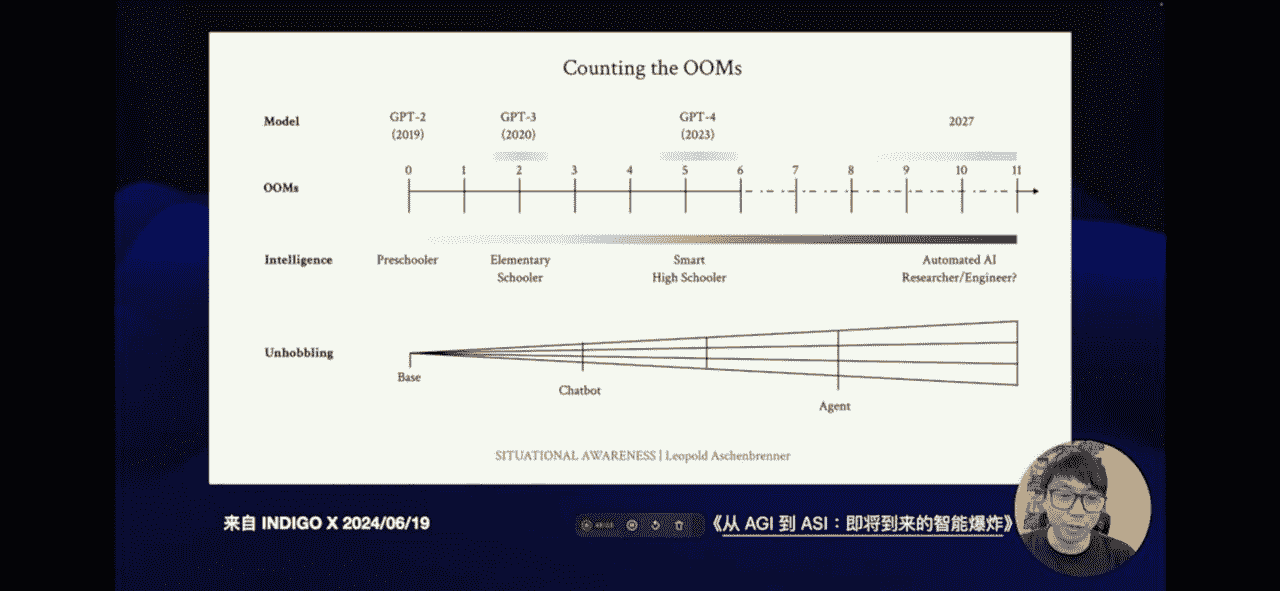 Counting the OOMs
Model
GPT-2
(2019)
GPT-3
(2020)
GPT-4
(2023)
2027
OOMs
0 1 2 3 4 5 6 7 8 9 10 11
Intelligence
Preschooler
Elementary
Schooler
Smart
High Schooler
Automated AI
Researcher/Engineer?
Unhobbling
Base
Chatbot
Agent
SITUATIONAL AWARENESS | Leopold Aschenbrenner
来自 INDIGO X 2024/06/19
《从 AGI 到 ASI：即将到来的智能爆炸》